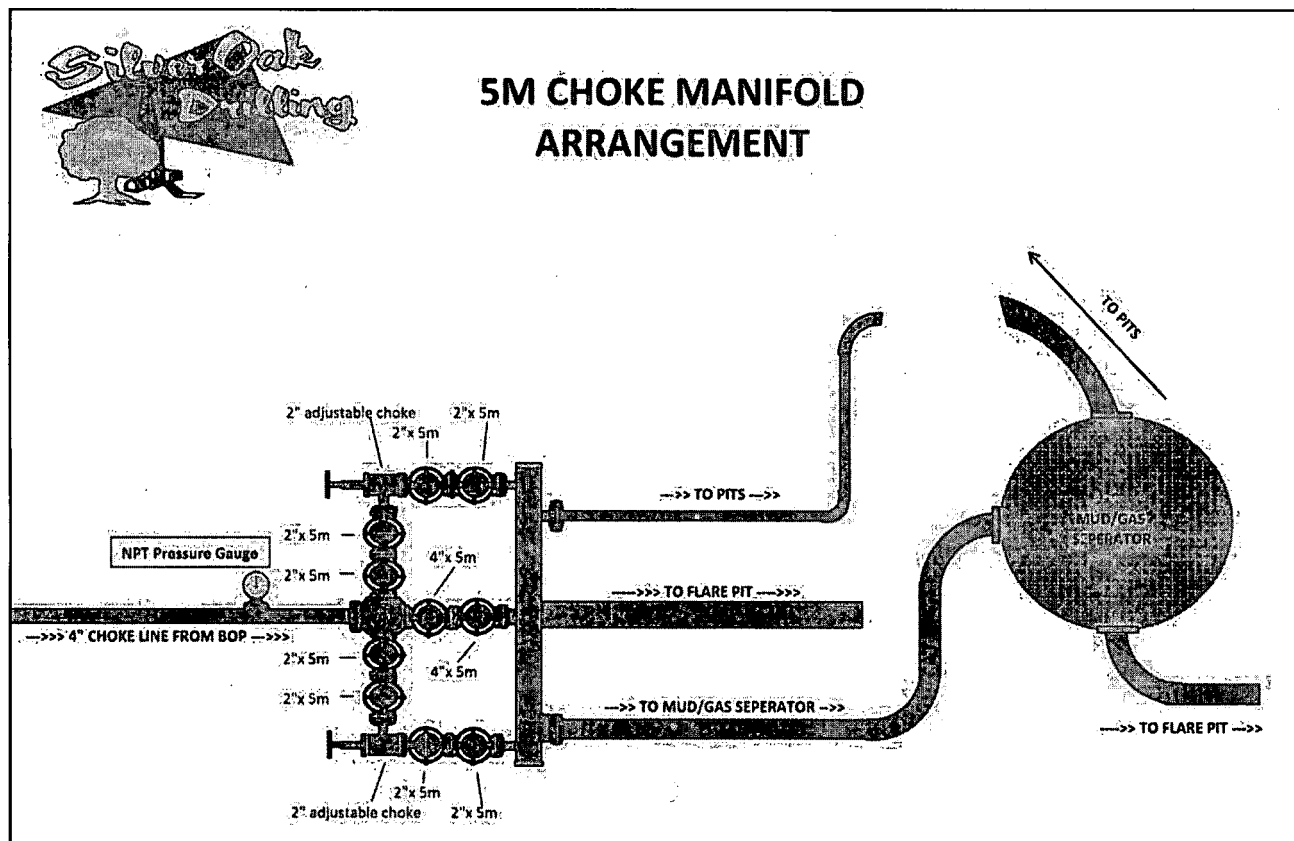 Silver Oak
Drilling
5M CHOKE MANIFOLD
ARRANGEMENT
TO PITS
2" adjustable choke
2"x 5m
2"x 5m
--->> TO PITS --->>
MUD/GAS
SEPERATOR
2"x 5m
NPT Pressure Gauge
2"x 5m
4"x 5m
---->>> TO FLARE PIT --->>>
--->>> 4" CHOKE LINE FROM BOP --->>>
2"x 5m
4"x 5m
2"x 5m
--->> TO MUD/GAS SEPERATOR -->>
---->> TO FLARE PIT --->>
2"x 5m
2"x 5m
2" adjustable choke